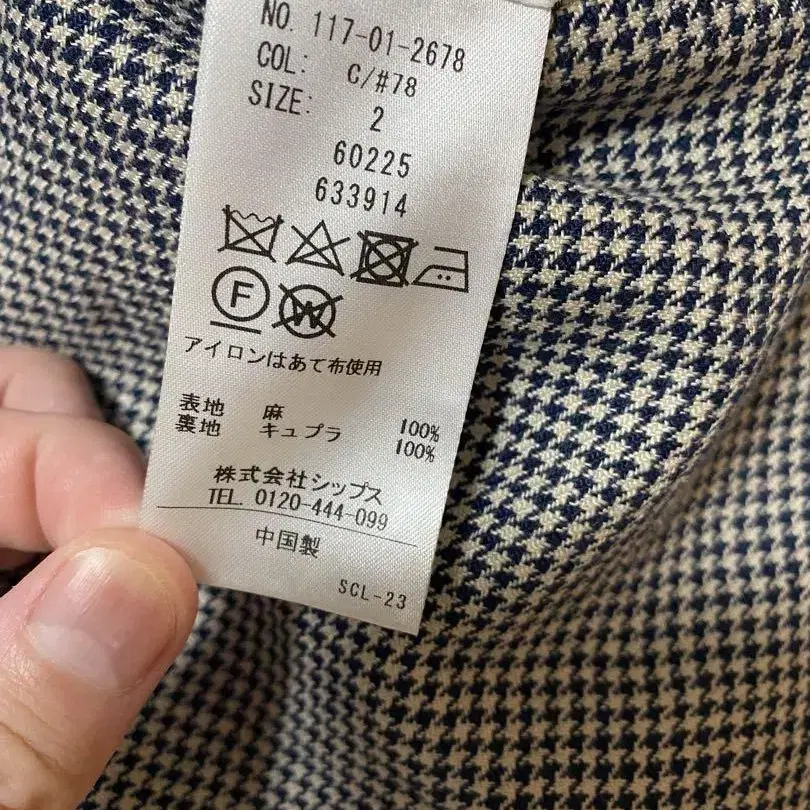 NO. 117-01-2678
COL: C/#78
SIZE: 2
60225
633914
F W
アイロンはあて布使用
表地 麻 100%
裏地 キュプラ 100%
株式会社シップス
TEL. 0120-444-099
中国製
SCL-23